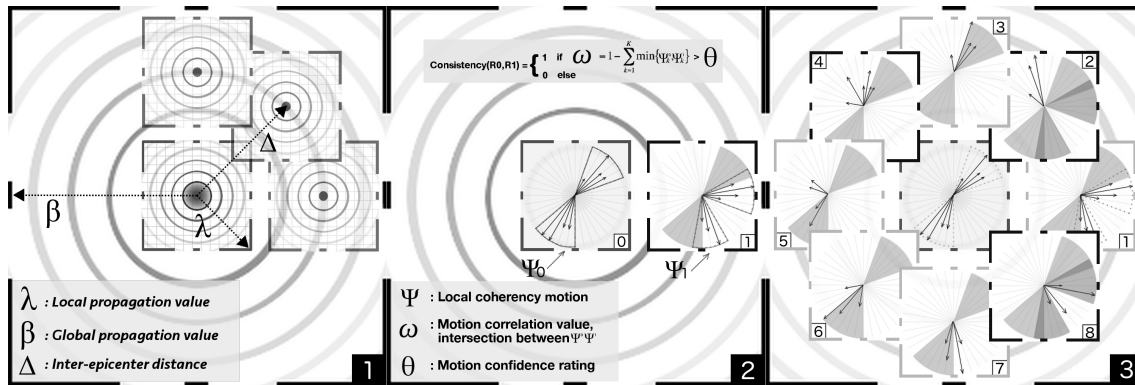 Δ
β
λ
λ : Local propagation value
β : Global propagation value
Δ : Inter-epicenter distance
1
Consistency(R0,R1) = { 1 if ω = 1 - K ∑ k=1 min{Ψ Ψ} > θ
0 else
0
1
Ψ0
Ψ1
Ψ : Local coherency motion
ω : Motion correlation value,
intersection between Ψ Ψ
θ : Motion confidence rating
2
3
4
2
5
1
6
8
7
3